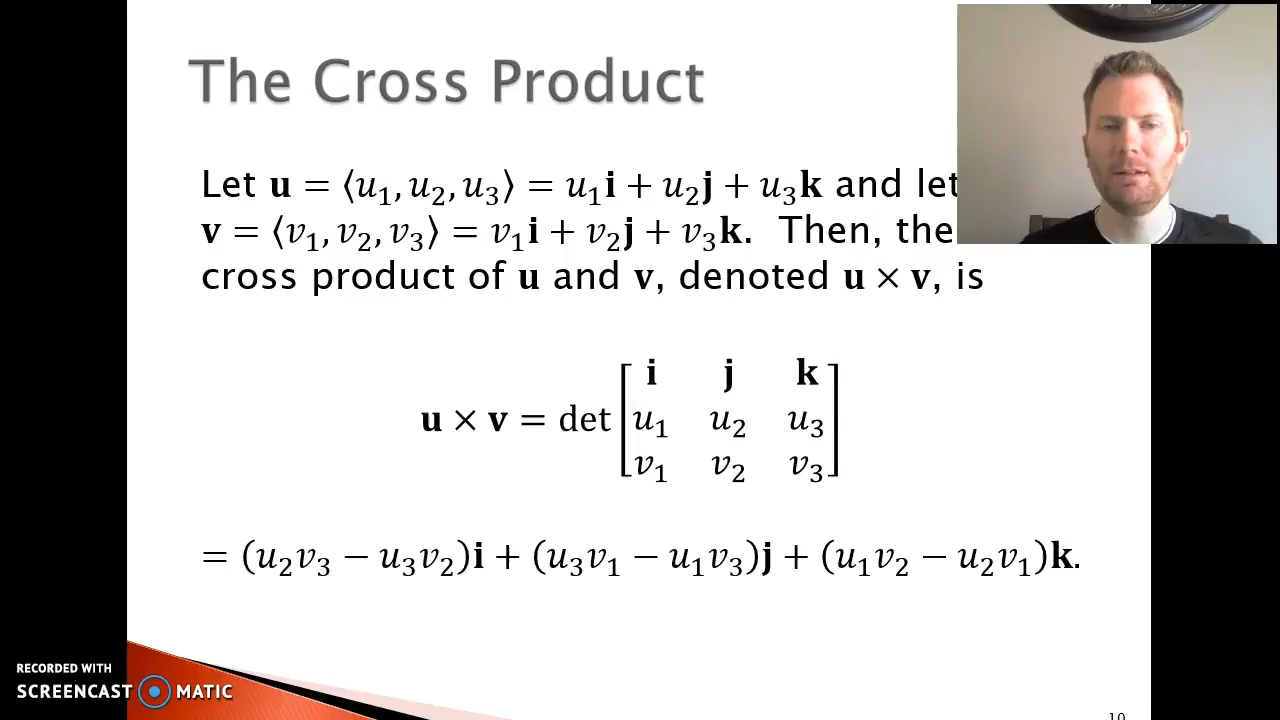 The Cross Product
Let 𝐮 = ⟨𝑢₁, 𝑢₂, 𝑢₃⟩ = 𝑢₁𝐢 + 𝑢₂𝐣 + 𝑢₃𝐤 and let
𝐯 = ⟨𝑣₁, 𝑣₂, 𝑣₃⟩ = 𝑣₁𝐢 + 𝑣₂𝐣 + 𝑣₃𝐤. Then, the
cross product of 𝐮 and 𝐯, denoted 𝐮 × 𝐯, is
𝐢 𝐣 𝐤
𝐮 × 𝐯 = det [𝑢₁ 𝑢₂ 𝑢₃]
𝑣₁ 𝑣₂ 𝑣₃
= (𝑢₂𝑣₃ − 𝑢₃𝑣₂)𝐢 + (𝑢₃𝑣₁ − 𝑢₁𝑣₃)𝐣 + (𝑢₁𝑣₂ − 𝑢₂𝑣₁)𝐤.
RECORDED WITH
SCREENCAST MATIC
10